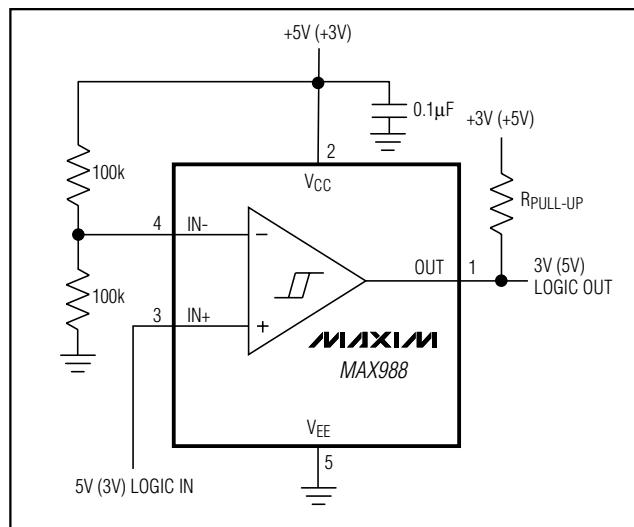 +5V (+3V)
0.1µF
+3V (+5V)
100k
2
VCC
RPULL-UP
4
IN-
−
OUT
1
3V (5V)
LOGIC OUT
100k
3
IN+
+
MAXIM
MAX988
VEE
5
5V (3V) LOGIC IN